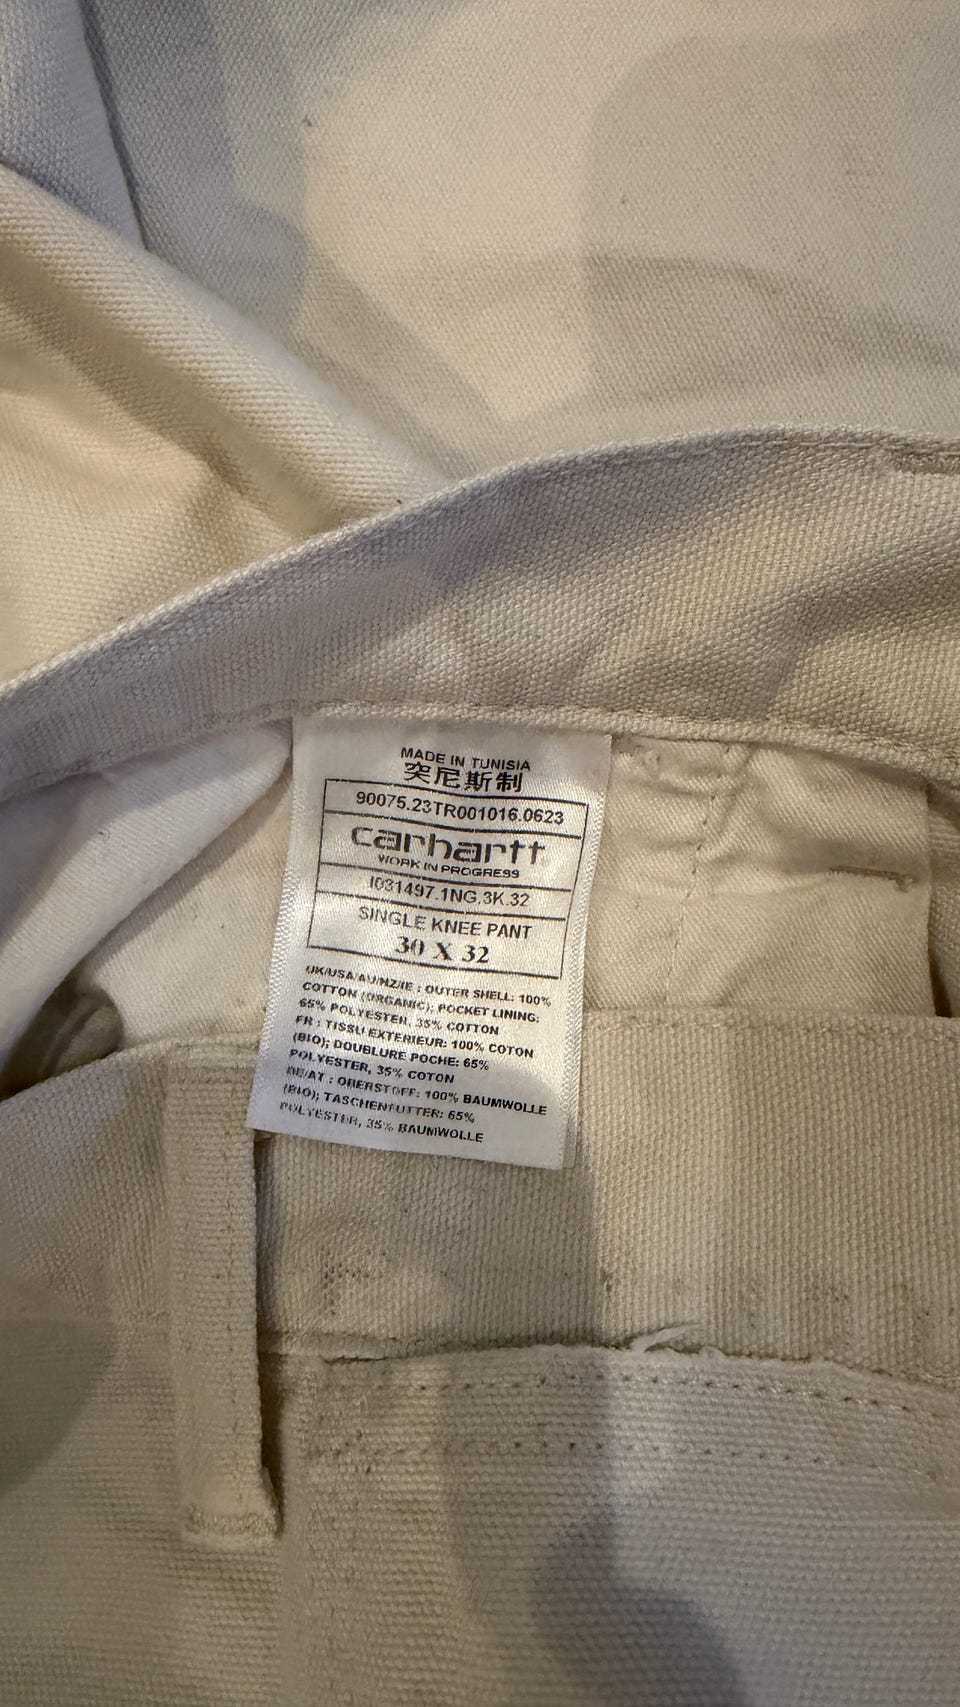 MADE IN TUNISIA
突尼斯制
90075.23TR001016.0623
carhartt
WORK IN PROGRESS
I031497.1NG.3K.32
SINGLE KNEE PANT
30 X 32
UK/USA/AU/NZ/IE : OUTER SHELL: 100%
COTTON (ORGANIC); POCKET LINING:
65% POLYESTER, 35% COTTON
FR : TISSU EXTERIEUR: 100% COTON
(BIO); DOUBLURE POCHE: 65%
POLYESTER, 35% COTON
DE/AT : OBERSTOFF: 100% BAUMWOLLE
(BIO); TASCHENFUTTER: 65%
POLYESTER, 35% BAUMWOLLE